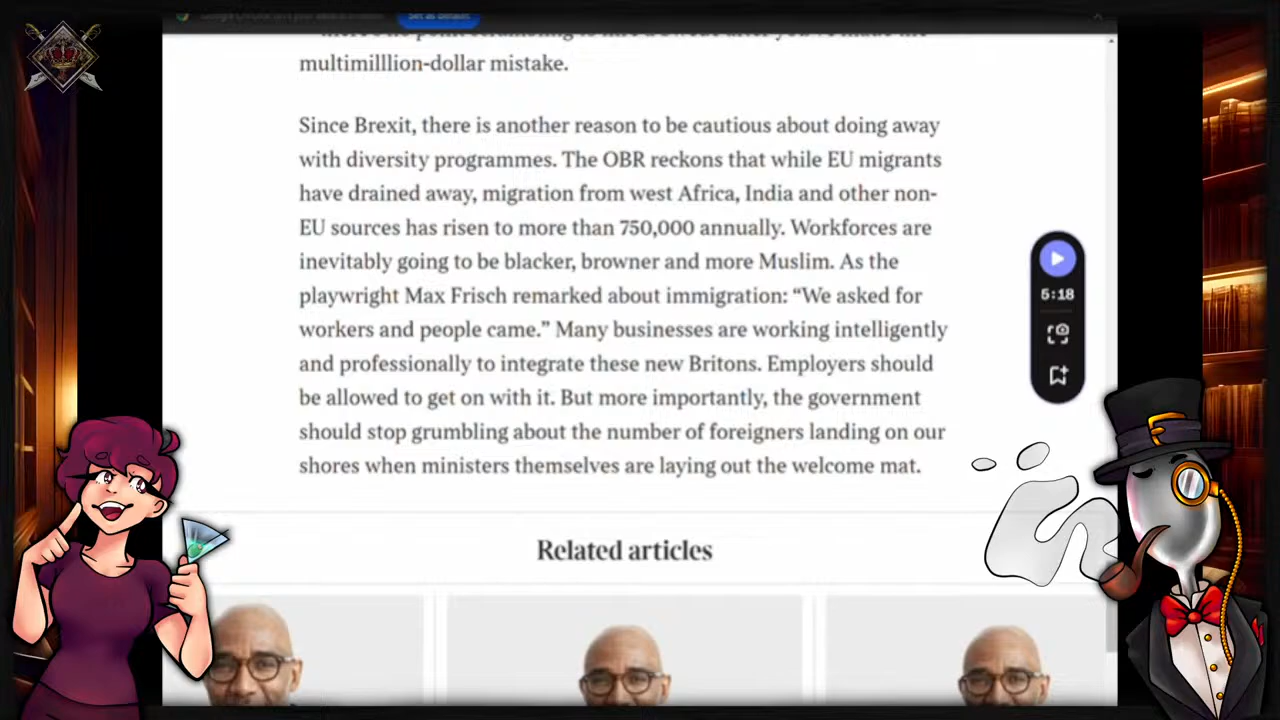 Set as default
multimilllion-dollar mistake.
Since Brexit, there is another reason to be cautious about doing away
with diversity programmes. The OBR reckons that while EU migrants
have drained away, migration from west Africa, India and other non-
EU sources has risen to more than 750,000 annually. Workforces are
inevitably going to be blacker, browner and more Muslim. As the
playwright Max Frisch remarked about immigration: “We asked for
workers and people came.” Many businesses are working intelligently
and professionally to integrate these new Britons. Employers should
be allowed to get on with it. But more importantly, the government
should stop grumbling about the number of foreigners landing on our
shores when ministers themselves are laying out the welcome mat.
5:18
Related articles